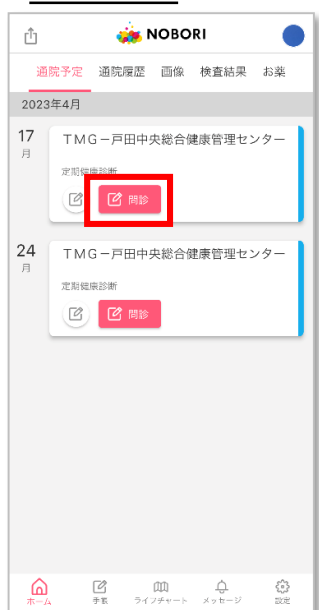 NOBORI
通院予定 通院履歴 画像 検査結果 お薬
2023年4月
17
月
TMG－戸田中央総合健康管理センター
定期健康診断
問診
24
月
TMG－戸田中央総合健康管理センター
定期健康診断
問診
ホーム 手帳 ライフチャート メッセージ 設定